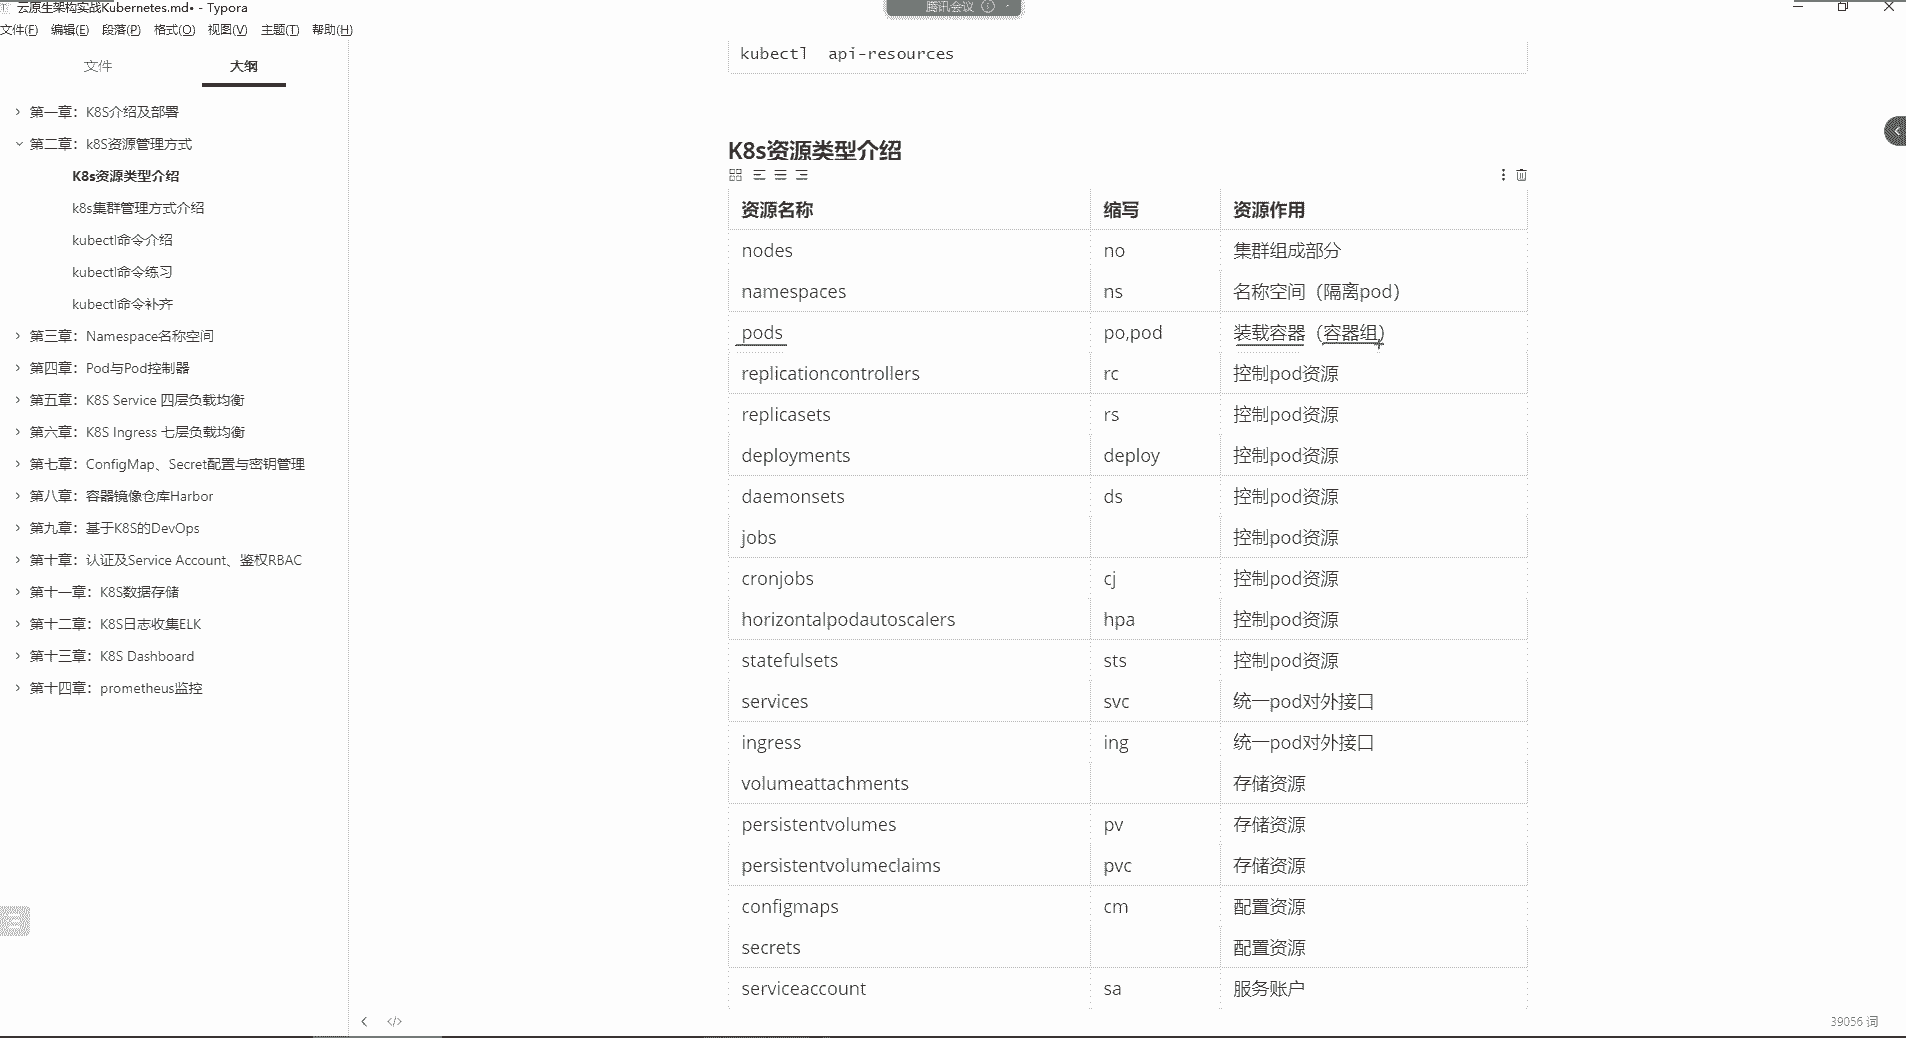 云原生架构实战Kubernetes.md• - Typora
腾讯会议
文件(F) 编辑(E) 段落(P) 格式(O) 视图(V) 主题(T) 帮助(H)
文件 大纲
第一章：K8S介绍及部署
第二章：k8S资源管理方式
K8s资源类型介绍
k8s集群管理方式介绍
kubectl命令介绍
kubectl命令练习
kubectl命令补齐
第三章：Namespace名称空间
第四章：Pod与Pod控制器
第五章：K8S Service 四层负载均衡
第六章：K8S Ingress 七层负载均衡
第七章：ConfigMap、Secret配置与密钥管理
第八章：容器镜像仓库Harbor
第九章：基于K8S的DevOps
第十章：认证及Service Account、鉴权RBAC
第十一章：K8S数据存储
第十二章：K8S日志收集ELK
第十三章：K8S Dashboard
第十四章：prometheus监控
kubectl api-resources
K8s资源类型介绍
资源名称 缩写 资源作用
nodes no 集群组成部分
namespaces ns 名称空间（隔离pod）
pods po,pod 装载容器（容器组）
replicationcontrollers rc 控制pod资源
replicasets rs 控制pod资源
deployments deploy 控制pod资源
daemonsets ds 控制pod资源
jobs 控制pod资源
cronjobs cj 控制pod资源
horizontalpodautoscalers hpa 控制pod资源
statefulsets sts 控制pod资源
services svc 统一pod对外接口
ingress ing 统一pod对外接口
volumeattachments 存储资源
persistentvolumes pv 存储资源
persistentvolumeclaims pvc 存储资源
configmaps cm 配置资源
secrets 配置资源
serviceaccount sa 服务账户
39056 词